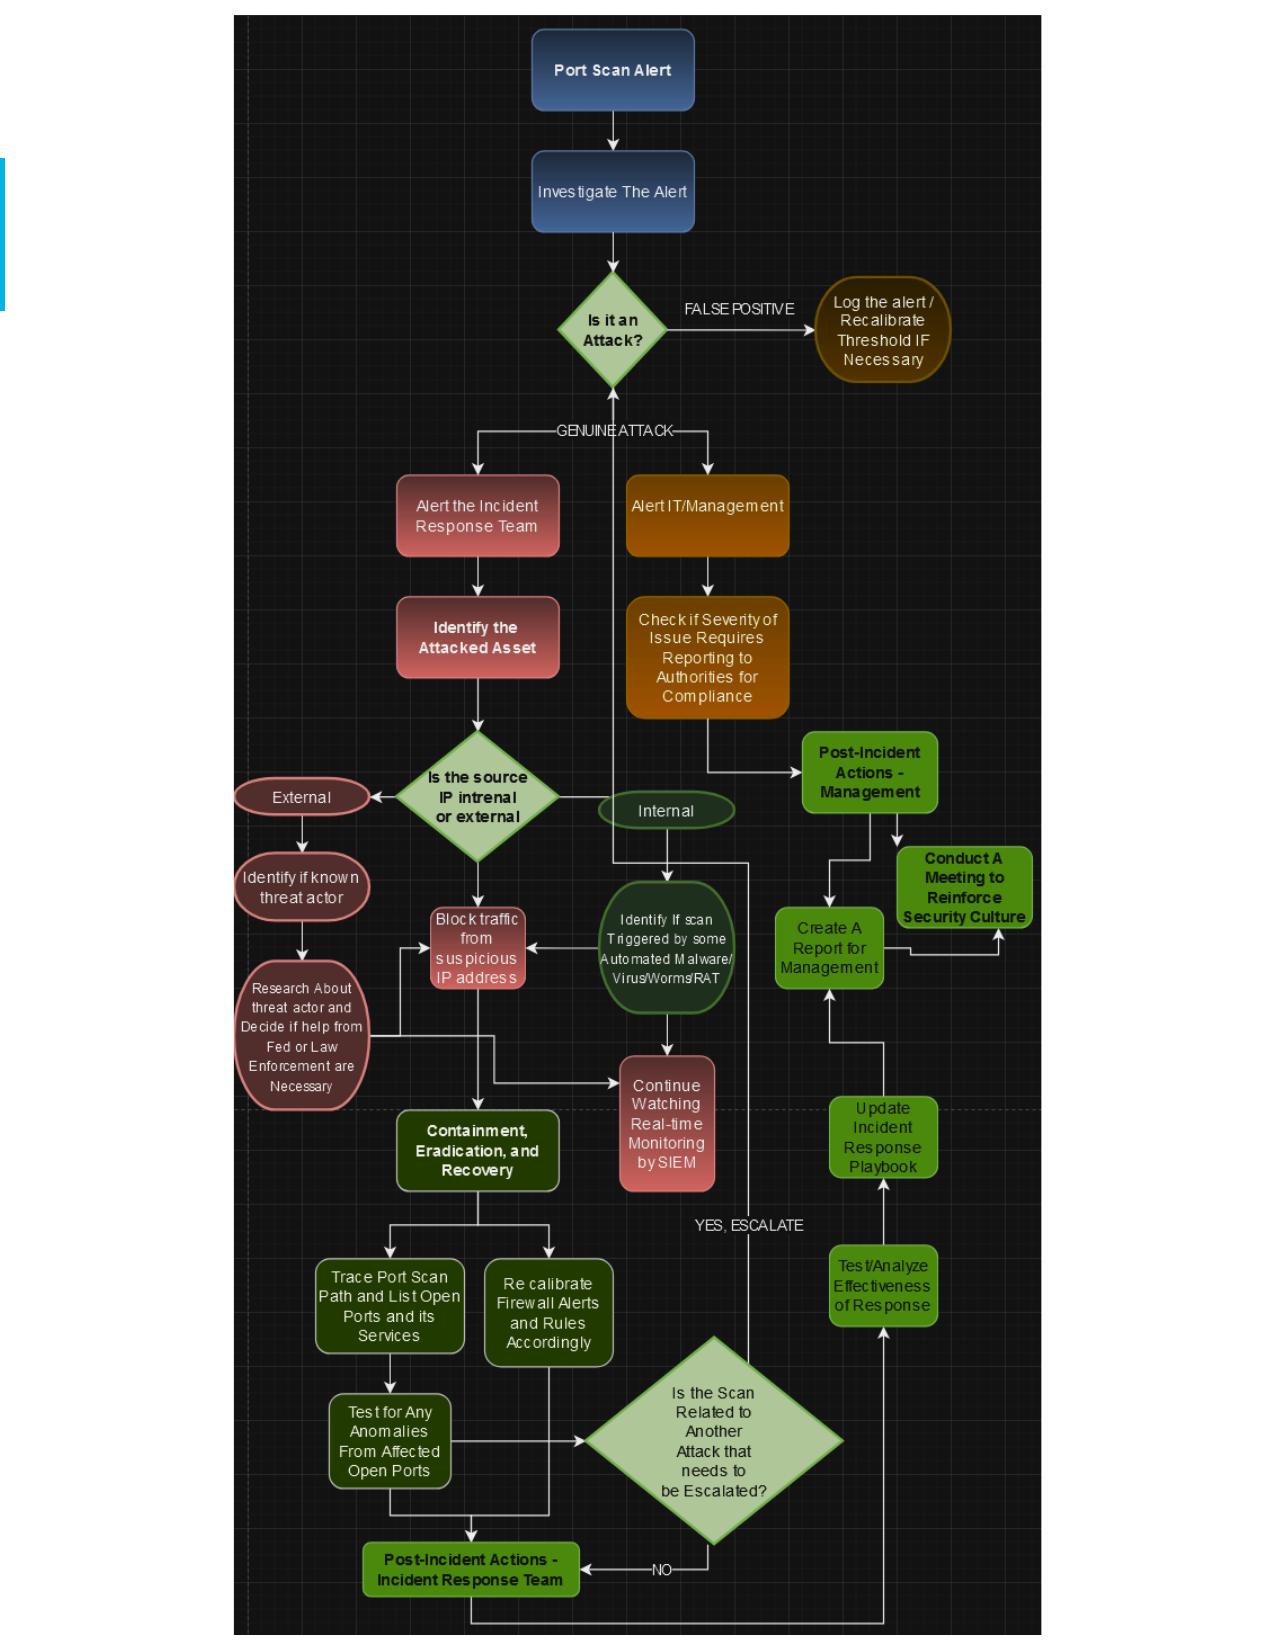 Port Scan Alert
Investigate The Alert
Is it an
Attack?
FALSE POSITIVE
Log the alert /
Recalibrate
Threshold IF
Necessary
GENUINE ATTACK
Alert the Incident
Response Team
Alert IT/Management
Identify the
Attacked Asset
Check if Severity of
Issue Requires
Reporting to
Authorities for
Compliance
Is the source
IP intrenal
or external
External
Internal
Post-Incident
Actions -
Management
Identify if known
threat actor
Conduct A
Meeting to
Reinforce
Security Culture
Block traffic
from
suspicious
IP address
Identify If scan
Triggered by some
Automated Malware/
Virus/Worms/RAT
Create A
Report for
Management
Research About
threat actor and
Decide if help from
Fed or Law
Enforcement are
Necessary
Continue
Watching
Real-time
Monitoring
by SIEM
Containment,
Eradication, and
Recovery
Update
Incident
Response
Playbook
YES, ESCALATE
Trace Port Scan
Path and List Open
Ports and its
Services
Re calibrate
Firewall Alerts
and Rules
Accordingly
Test/Analyze
Effectiveness
of Response
Test for Any
Anomalies
From Affected
Open Ports
Is the Scan
Related to
Another
Attack that
needs to
be Escalated?
Post-Incident Actions -
Incident Response Team
NO